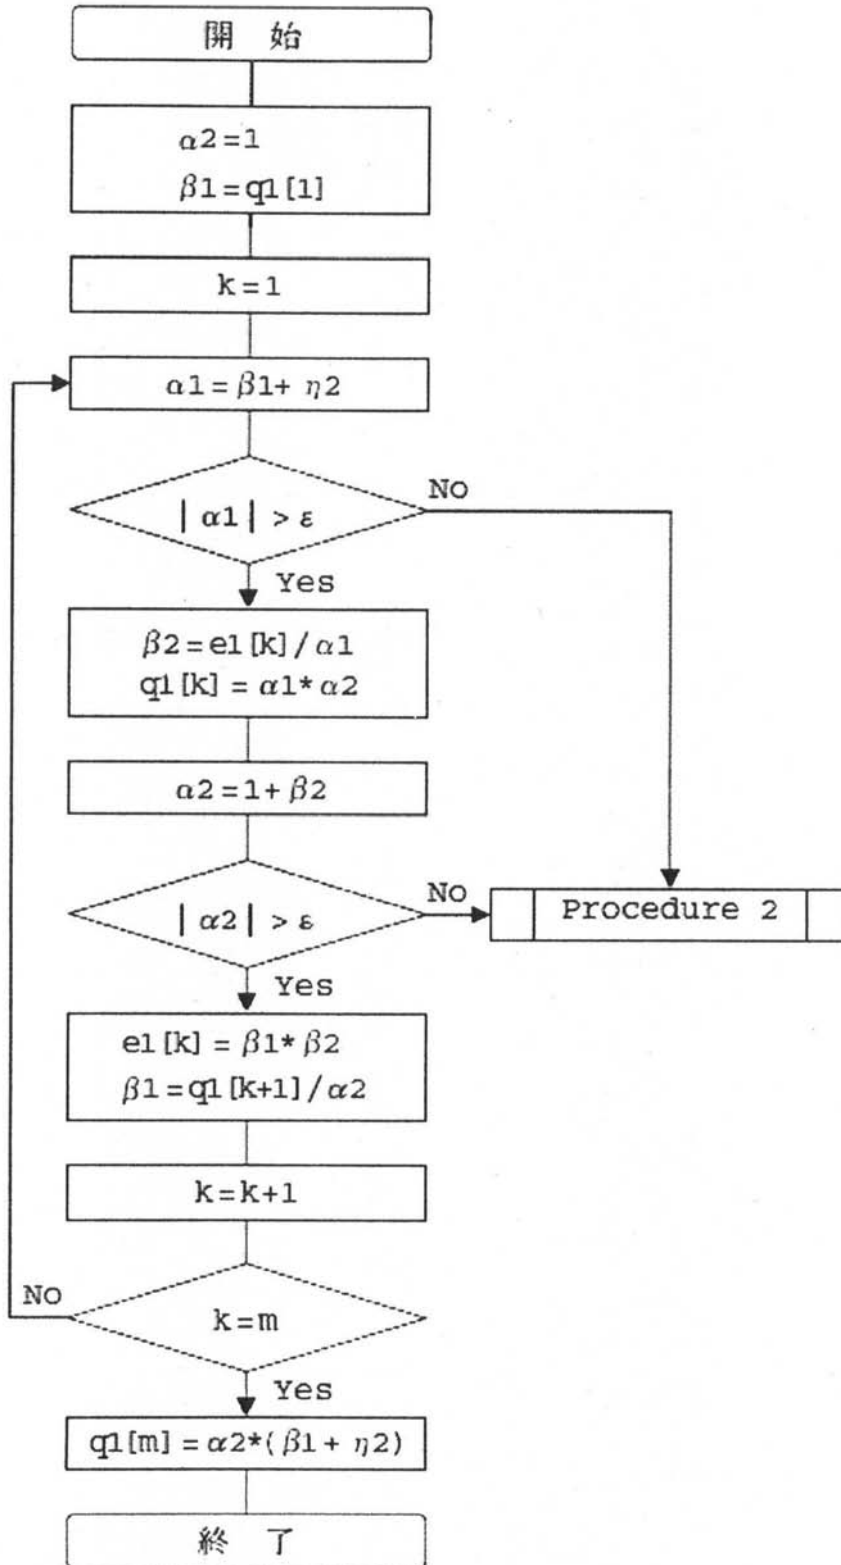 開 始
α2=1
β1=q1[1]
k=1
α1=β1+ η2
|α1|>ε
No
Yes
β2=e1[k]/α1
q1[k]=α1*α2
α2=1+β2
|α2|>ε
No
Procedure 2
Yes
e1[k]=β1*β2
β1=q1[k+1]/α2
k=k+1
No
k=m
Yes
q1[m]=α2*(β1+ η2)
終 了